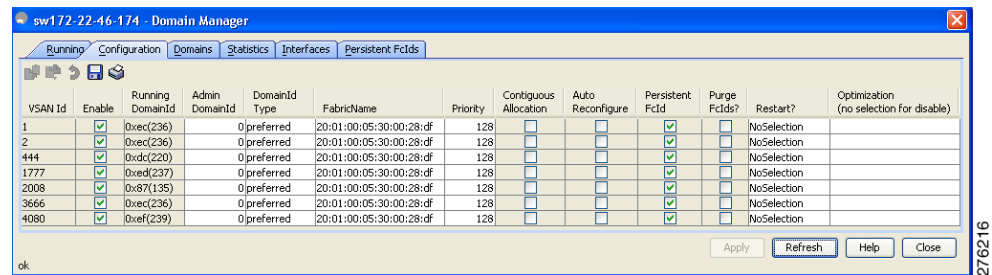 sw172-22-46-174 - Domain Manager
Running Configuration Domains Statistics Interfaces Persistent FcIds
VSAN Id Enable Running DomainId Admin DomainId DomainId Type FabricName Priority Contiguous Allocation Auto Reconfigure Persistent FcId Purge FcIds? Restart? Optimization (no selection for disable)
1 0xec(236) 0 preferred 20:01:00:05:30:00:28:df 128 NoSelection
2 0xec(236) 0 preferred 20:01:00:05:30:00:28:df 128 NoSelection
444 0xdc(220) 0 preferred 20:01:00:05:30:00:28:df 128 NoSelection
1777 0xed(237) 0 preferred 20:01:00:05:30:00:28:df 128 NoSelection
2008 0x87(135) 0 preferred 20:01:00:05:30:00:28:df 128 NoSelection
3666 0xec(236) 0 preferred 20:01:00:05:30:00:28:df 128 NoSelection
4080 0xef(239) 0 preferred 20:01:00:05:30:00:28:df 128 NoSelection
Apply Refresh Help Close
ok
276216